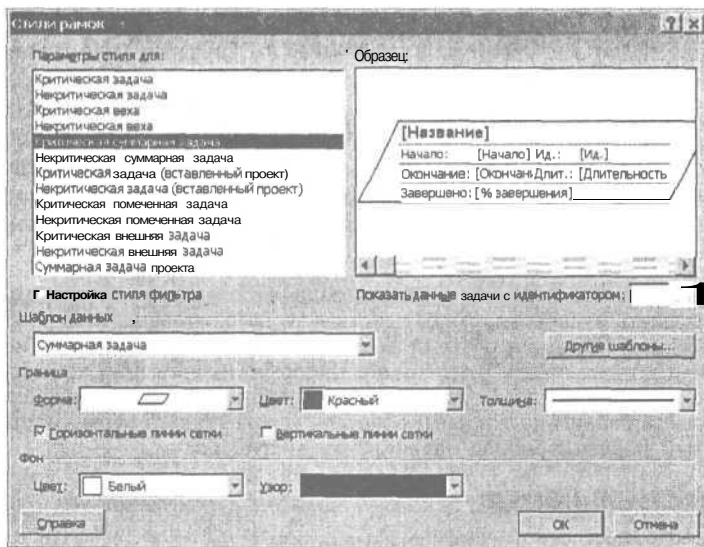 Стили рамок
Параметры стиля для:
Критическая задача
Некритическая задача
Критическая веха
Некритическая веха
Критическая суммарная задача
Некритическая суммарная задача
Критическая задача (вставленный проект)
Некритическая задача (вставленный проект)
Критическая помеченная задача
Некритическая помеченная задача
Критическая внешняя задача
Некритическая внешняя задача
Суммарная задача проекта
Образец:
[Название]
Начало: [Начало] Ид.: [Ид.]
Окончание: [Окончан Длит.: [Длительность
Завершено: [% завершения]
Настройка стиля фильтра
Показать данные задачи с идентификатором:
Шаблон данных
Суммарная задача
Другие шаблоны...
Граница
Форма: Цвет: Красный Толщина:
Горизонтальные линии сетки Вертикальные линии сетки
Фон
Цвет: Белый Узор:
Справка ОК Отмена